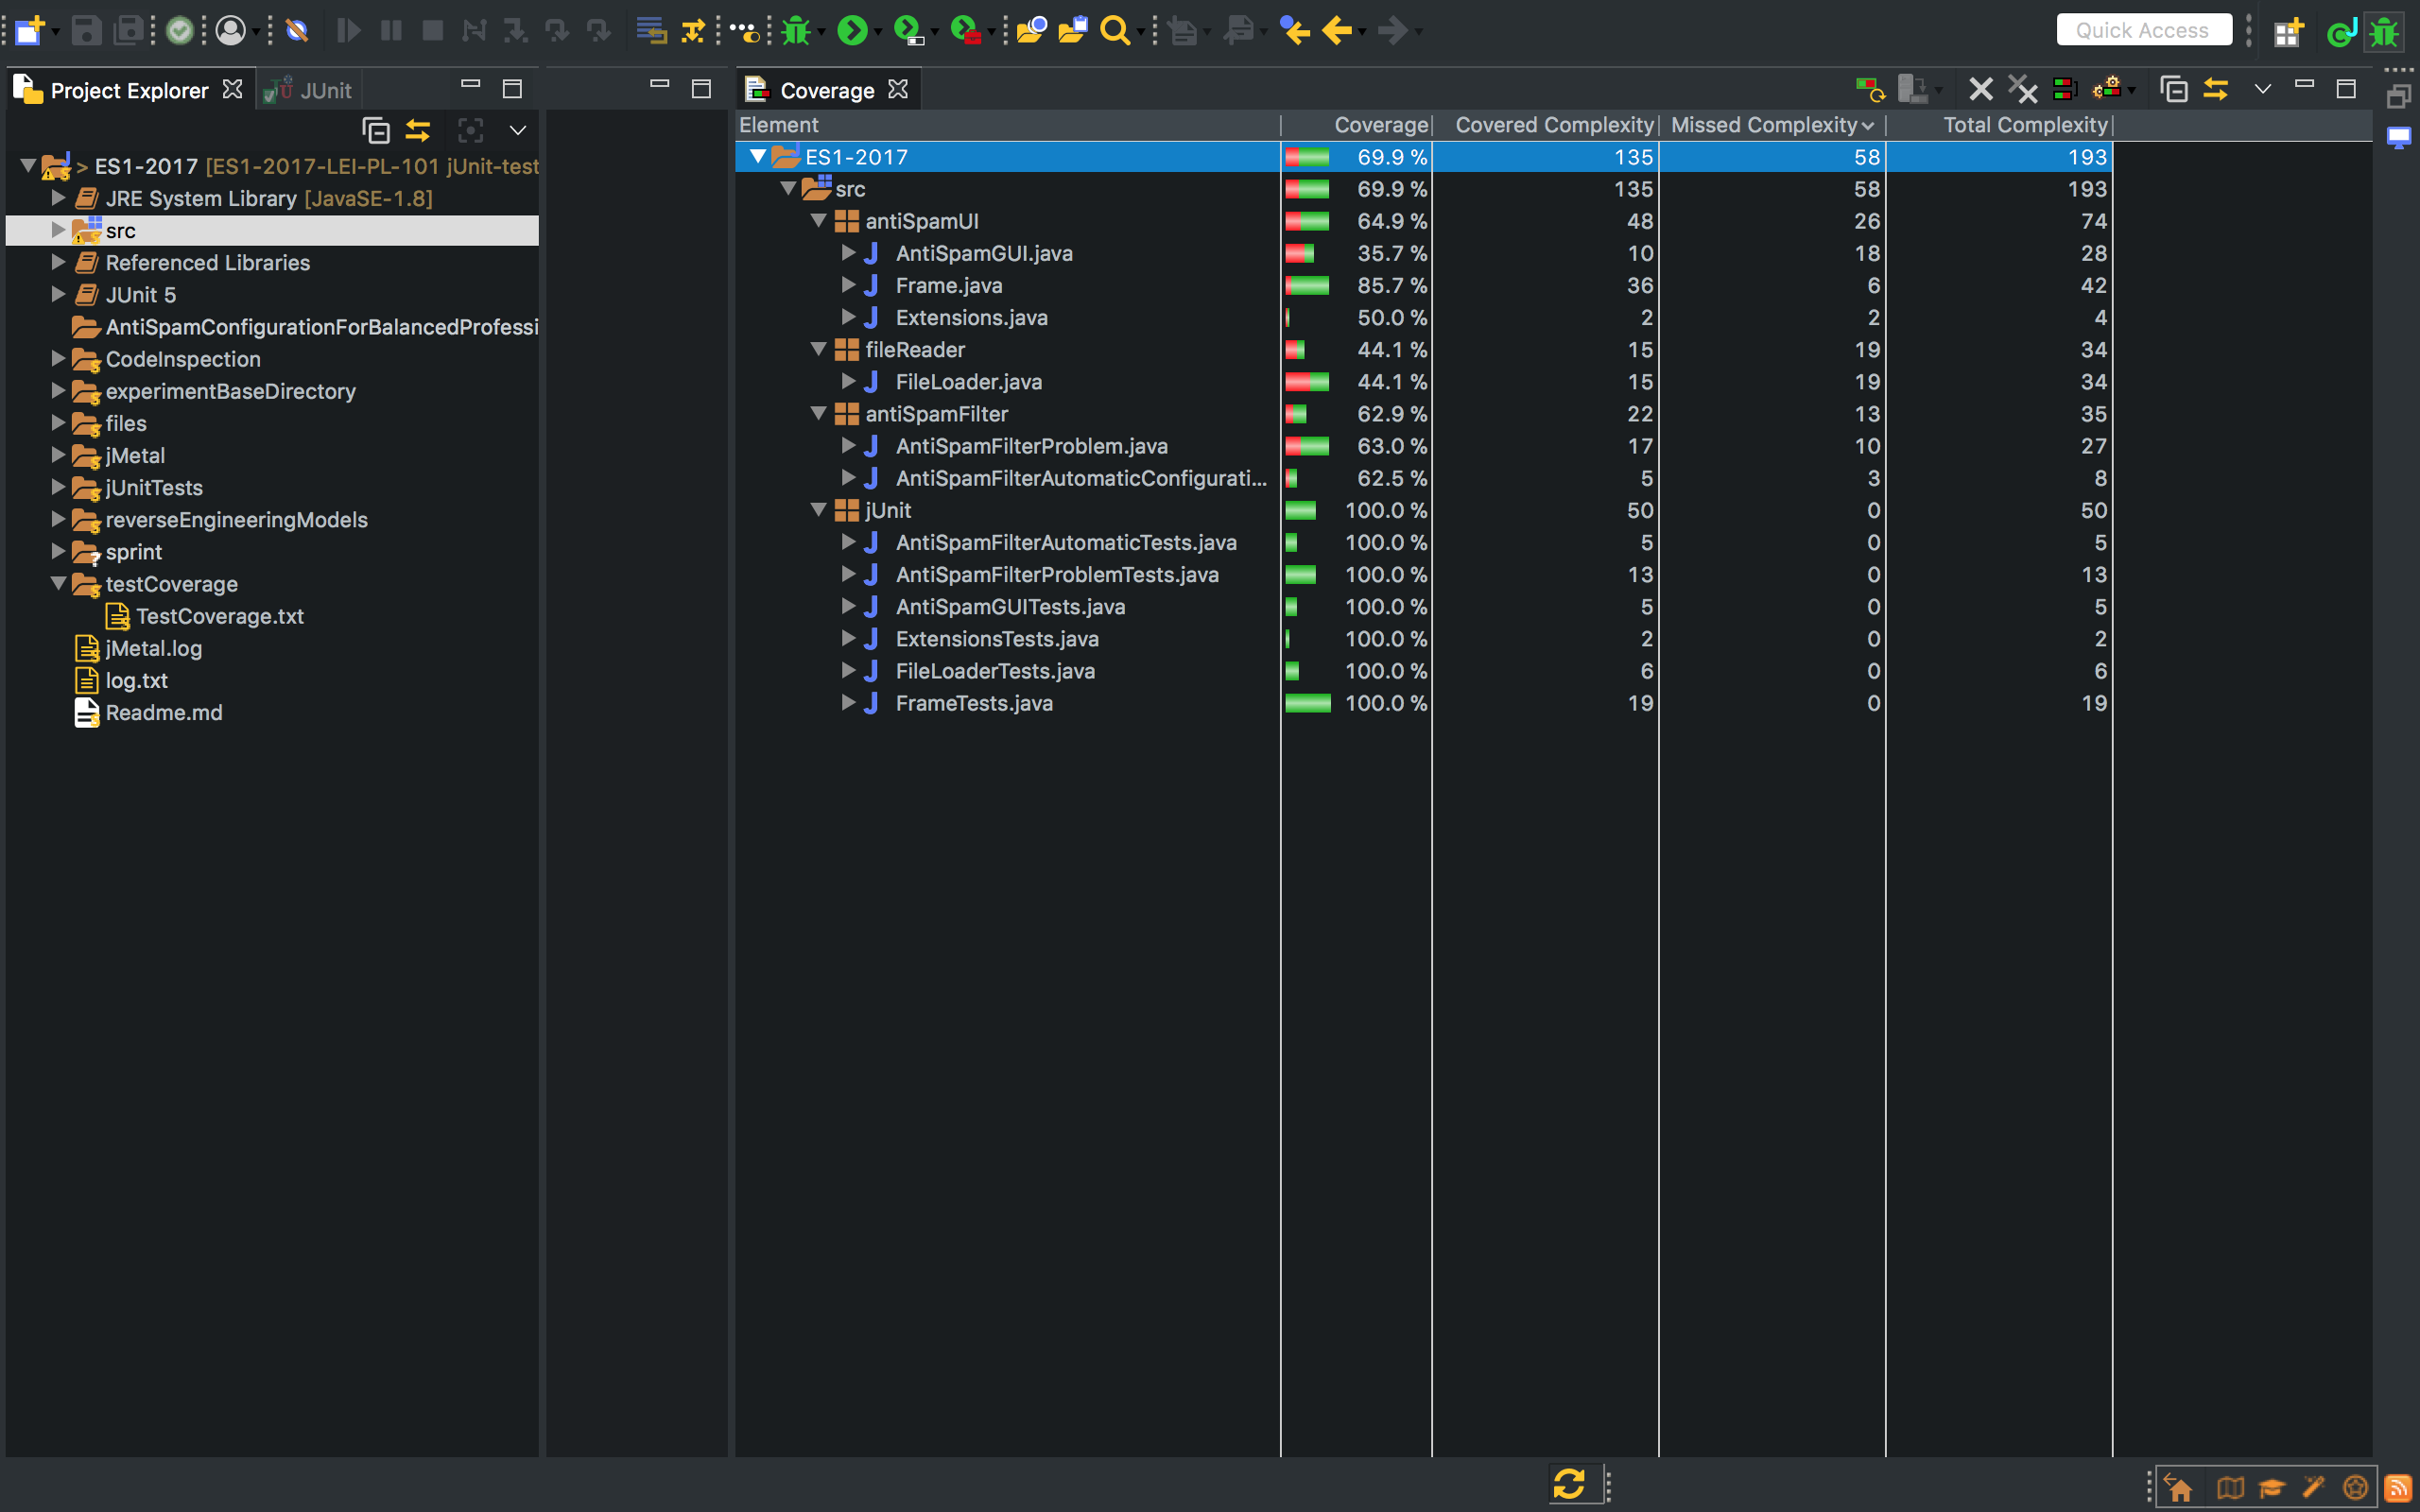 Quick Access
Project Explorer
JUnit
> ES1-2017 [ES1-2017-LEI-PL-101 jUnit-test
JRE System Library [JavaSE-1.8]
src
Referenced Libraries
JUnit 5
AntiSpamConfigurationForBalancedProfessi
CodeInspection
experimentBaseDirectory
files
jMetal
jUnitTests
reverseEngineeringModels
sprint
testCoverage
TestCoverage.txt
jMetal.log
log.txt
Readme.md
Coverage
Element Coverage Covered Complexity Missed Complexity Total Complexity
ES1-2017 69.9 % 135 58 193
src 69.9 % 135 58 193
antiSpamUI 64.9 % 48 26 74
AntiSpamGUI.java 35.7 % 10 18 28
Frame.java 85.7 % 36 6 42
Extensions.java 50.0 % 2 2 4
fileReader 44.1 % 15 19 34
FileLoader.java 44.1 % 15 19 34
antiSpamFilter 62.9 % 22 13 35
AntiSpamFilterProblem.java 63.0 % 17 10 27
AntiSpamFilterAutomaticConfigurati... 62.5 % 5 3 8
jUnit 100.0 % 50 0 50
AntiSpamFilterAutomaticTests.java 100.0 % 5 0 5
AntiSpamFilterProblemTests.java 100.0 % 13 0 13
AntiSpamGUITests.java 100.0 % 5 0 5
ExtensionsTests.java 100.0 % 2 0 2
FileLoaderTests.java 100.0 % 6 0 6
FrameTests.java 100.0 % 19 0 19